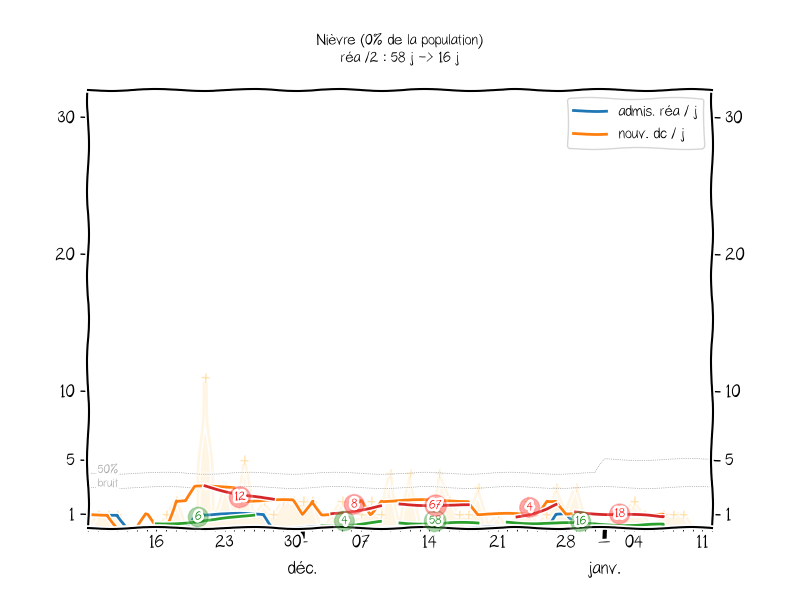 Nièvre (0% de la population)
réa /2 : 58 j -> 16 j
admis. réa / j
nouv. dc / j
30 30
20 20
10 10
5 5
1 1
50%
bruit
6 12 4 8 58 67 4 16 18
16 23 30 07 14 21 28 04 11
déc. janv.